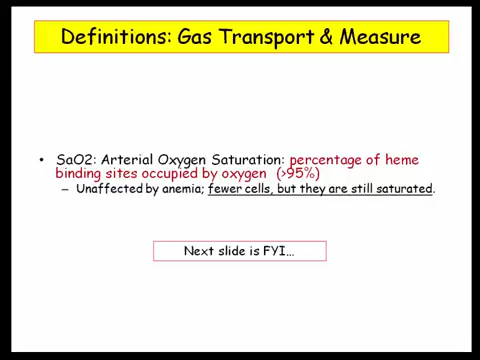 Definitions: Gas Transport & Measure
• SaO2: Arterial Oxygen Saturation: percentage of heme
binding sites occupied by oxygen (>95%)
– Unaffected by anemia; fewer cells, but they are still saturated.
Next slide is FYI...